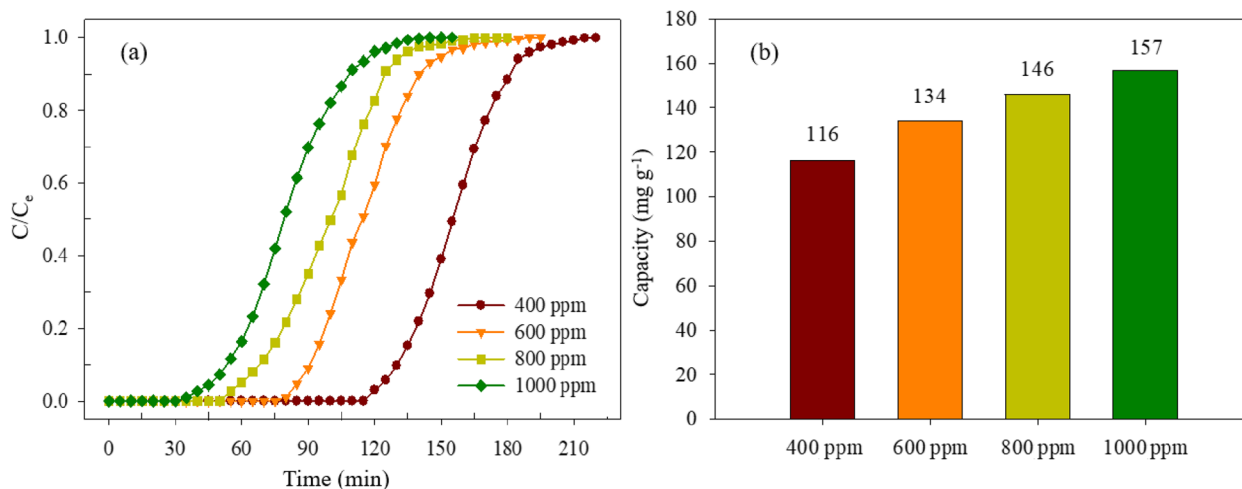 (a)
C/Cₑ
1.0
0.8
0.6
0.4
0.2
0.0
0 30 60 90 120 150 180 210
Time (min)
400 ppm
600 ppm
800 ppm
1000 ppm
(b)
Capacity (mg g⁻¹)
180
160
140
120
100
80
60
40
20
0
116
134
146
157
400 ppm 600 ppm 800 ppm 1000 ppm